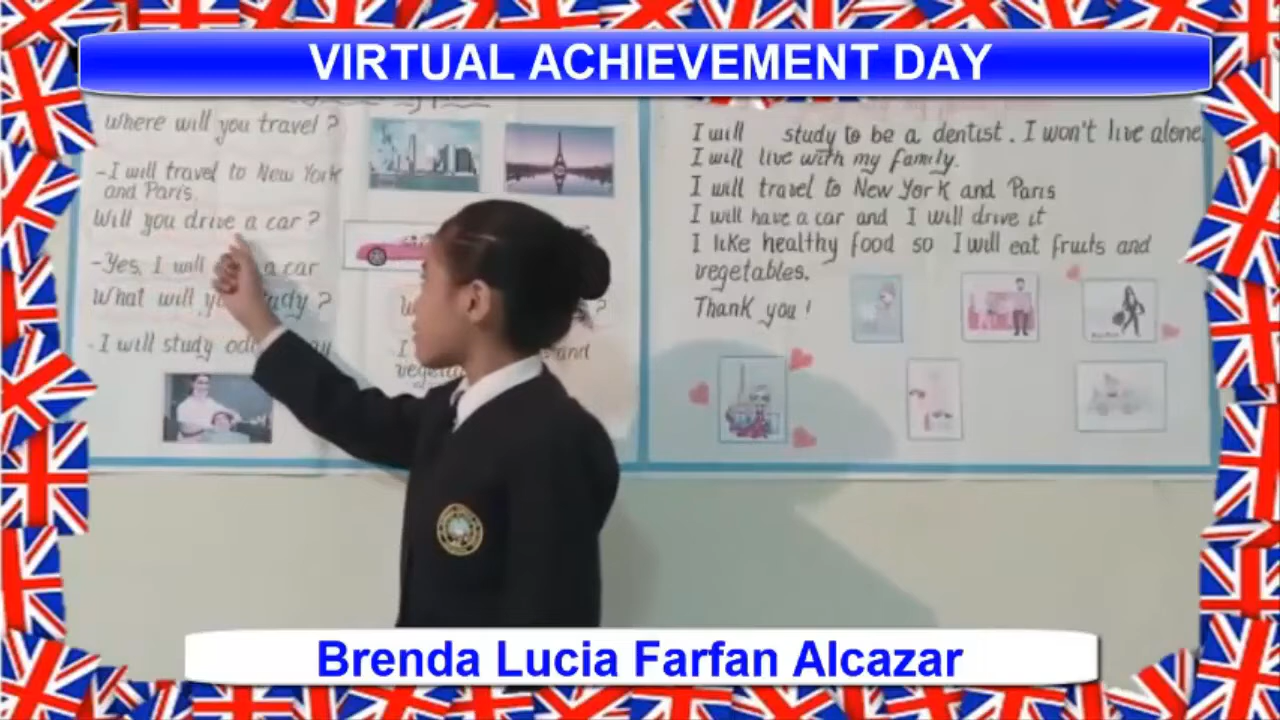 VIRTUAL ACHIEVEMENT DAY
Where will you travel?
-I will travel to New York
and Paris.
Will you drive a car?
-Yes, I will a car
What will
- I will study
I will study to be a dentist. I won't live alone.
I will live with my family.
I will travel to New York and Paris
I will have a car and I will drive it
I like healthy food so I will eat fruits and
vegetables.
Thank you!
Brenda Lucia Farfan Alcazar